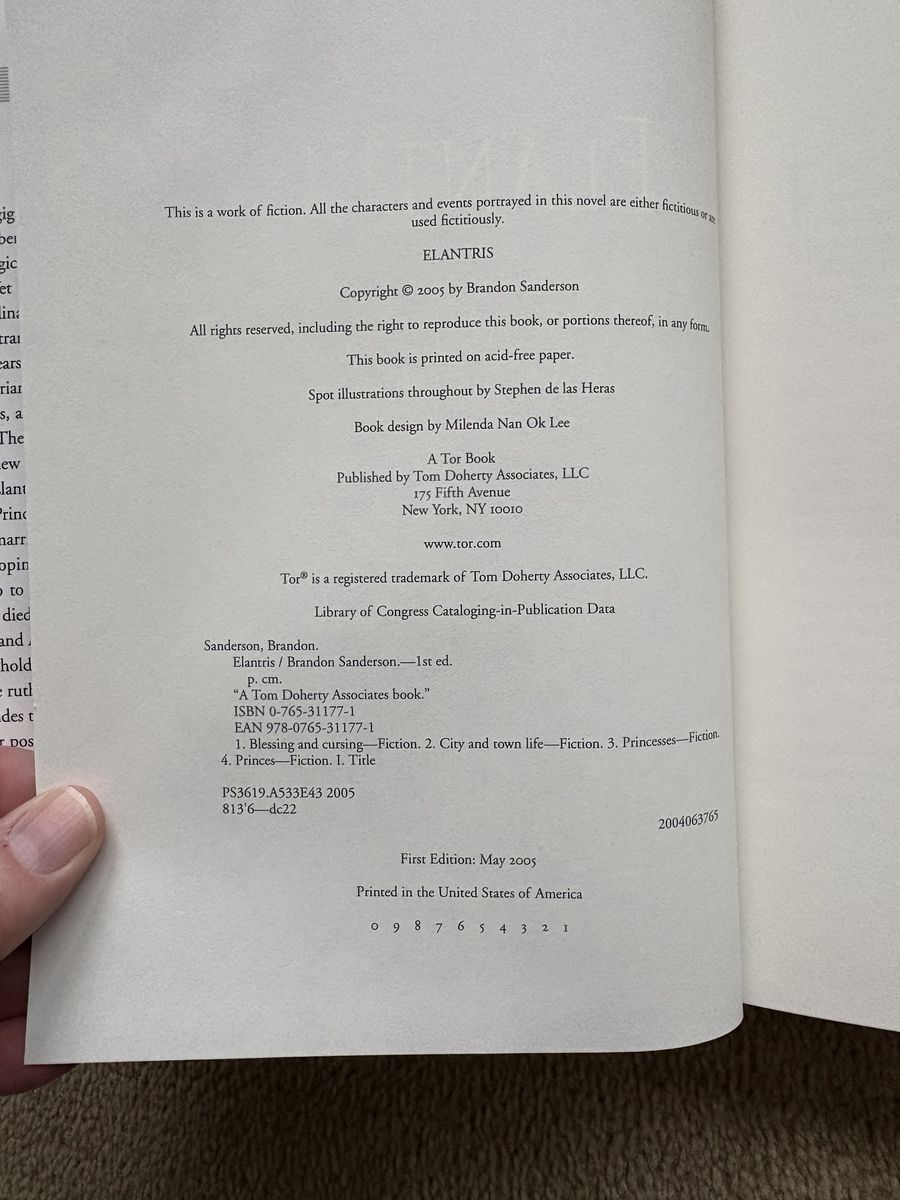 This is a work of fiction. All the characters and events portrayed in this novel are either fictitious or are
used fictitiously.
ELANTRIS
Copyright © 2005 by Brandon Sanderson
All rights reserved, including the right to reproduce this book, or portions thereof, in any form.
This book is printed on acid-free paper.
Spot illustrations throughout by Stephen de las Heras
Book design by Milenda Nan Ok Lee
A Tor Book
Published by Tom Doherty Associates, LLC
175 Fifth Avenue
New York, NY 10010
www.tor.com
Tor® is a registered trademark of Tom Doherty Associates, LLC.
Library of Congress Cataloging-in-Publication Data
Sanderson, Brandon.
Elantris / Brandon Sanderson.—1st ed.
p. cm.
“A Tom Doherty Associates book.”
ISBN 0-765-31177-1
EAN 978-0765-31177-1
1. Blessing and cursing—Fiction. 2. City and town life—Fiction. 3. Princesses—Fiction.
4. Princes—Fiction. I. Title
PS3619.A533E43 2005
813'6—dc22
2004063765
First Edition: May 2005
Printed in the United States of America
0 9 8 7 6 5 4 3 2 1